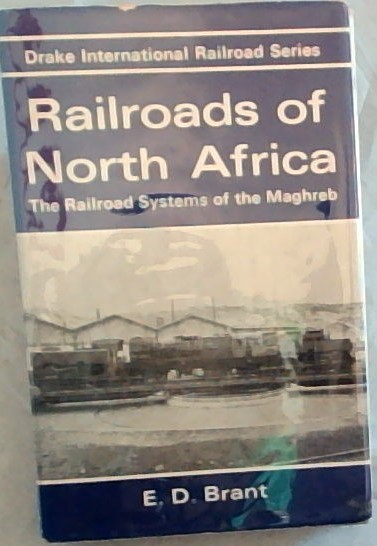 Drake International Railroad Series
Railroads of
North Africa
The Railroad Systems of the Maghreb
E. D. Brant